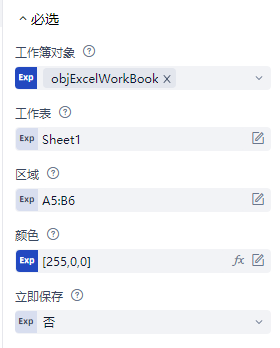 必选
工作簿对象
Exp objExcelWorkBook ×
工作表
Exp Sheet1
区域
Exp A5:B6
颜色
Exp [255,0,0] fx
立即保存
Exp 否